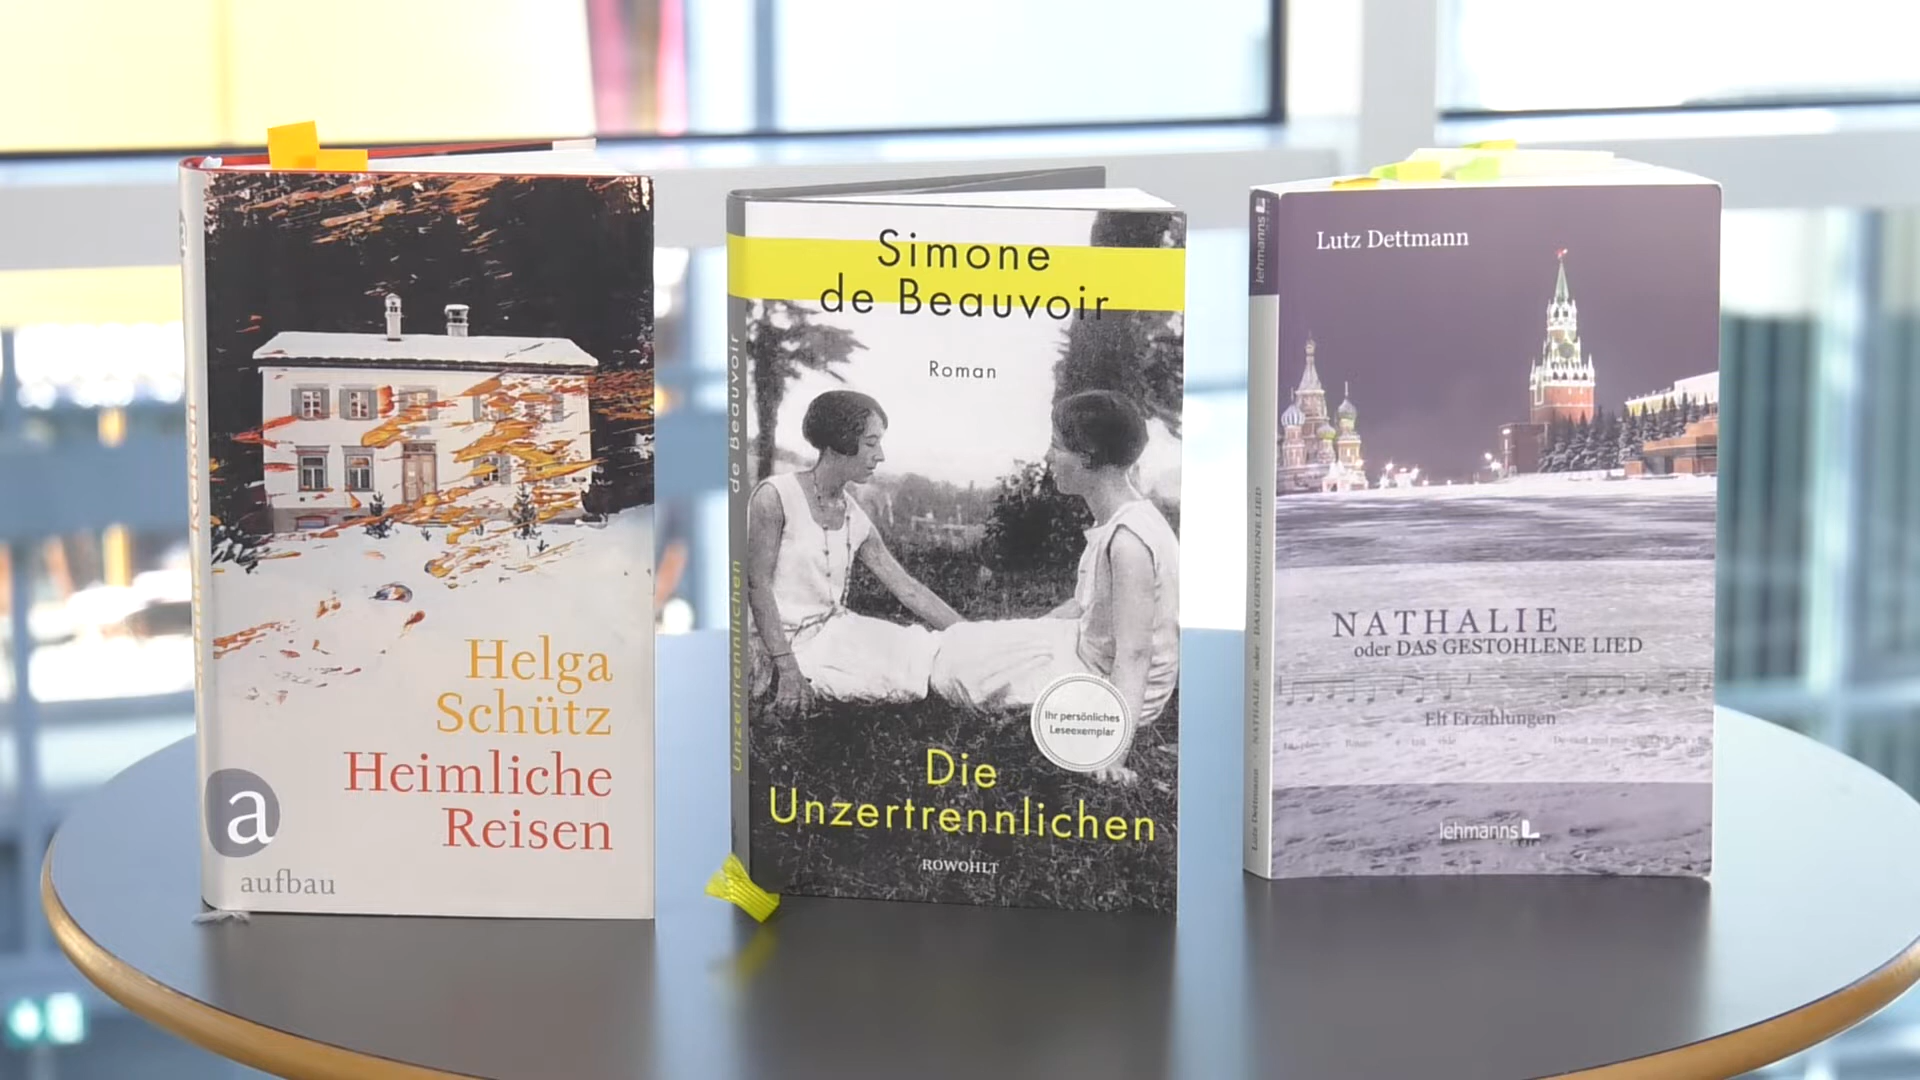 Helga
Schütz
Heimliche
Reisen
a
aufbau
Simone
de Beauvoir
Roman
Ihr persönliches
Leseexemplar
Die
Unzertrennlichen
ROWOHLT
de Beauvoir
Unzertrennlichen
Lutz Dettmann
NATHALIE
oder DAS GESTOHLENE LIED
Elf Erzählungen
lehmanns
lehmanns
Lutz Dettmann · NATHALIE oder DAS GESTOHLENE LIED